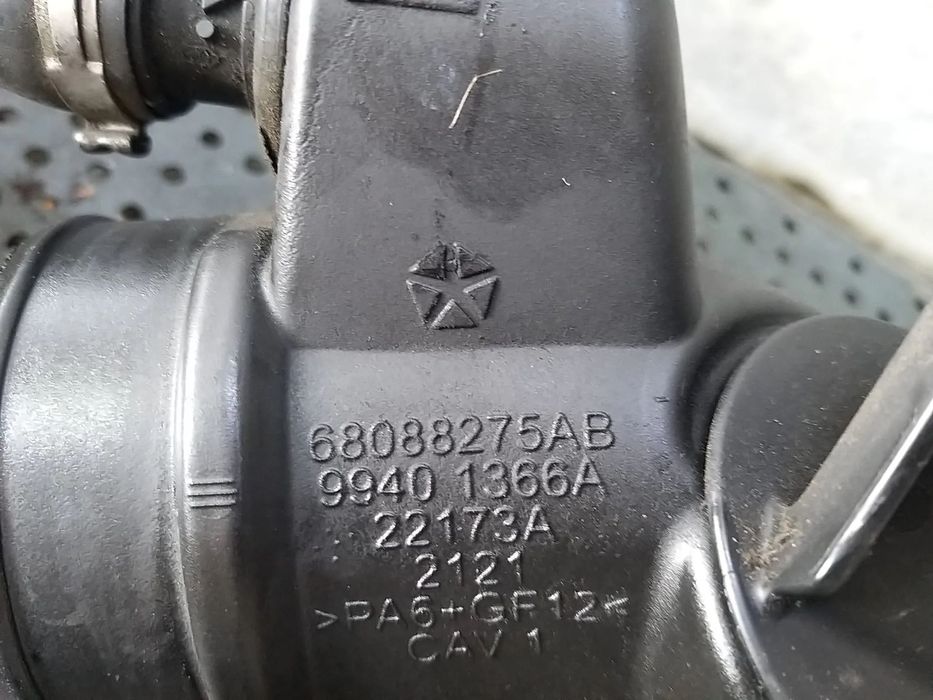 68088275AB
9940 1366A
22173A
2121
>PA6+GF12<
CAV 1